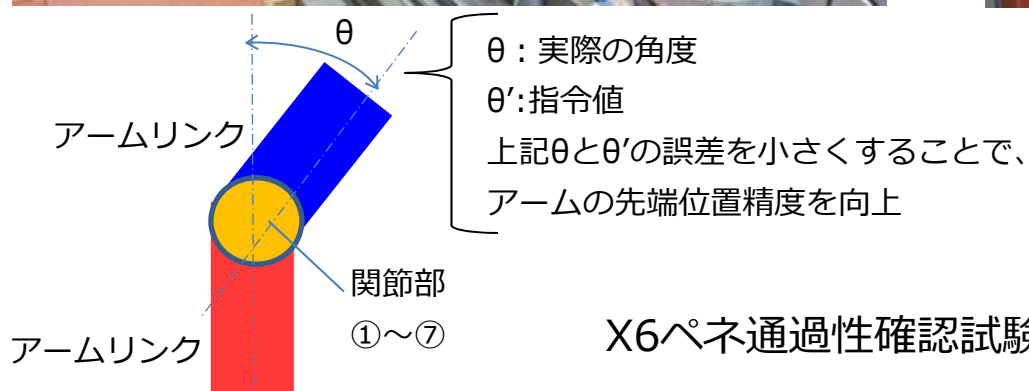 θ
θ：実際の角度
θ′:指令値
上記θとθ′の誤差を小さくすることで、
アームの先端位置精度を向上
アームリンク
関節部
①～⑦
アームリンク
X6ペネ通過性確認試験